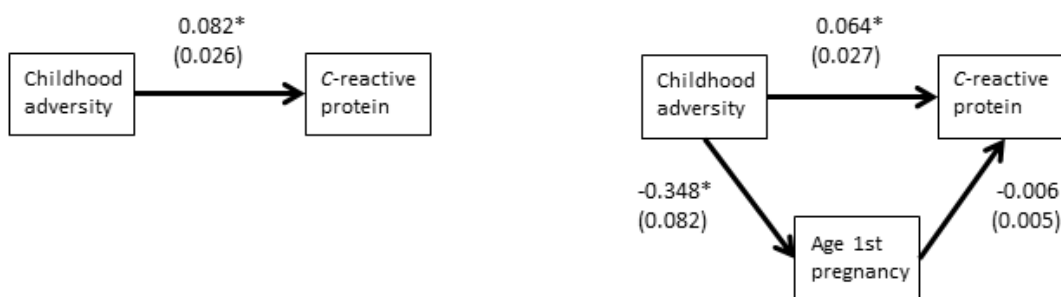 0.082*
(0.026)
Childhood
adversity
C-reactive
protein
0.064*
(0.027)
Childhood
adversity
C-reactive
protein
-0.348*
(0.082)
-0.006
(0.005)
Age 1st
pregnancy